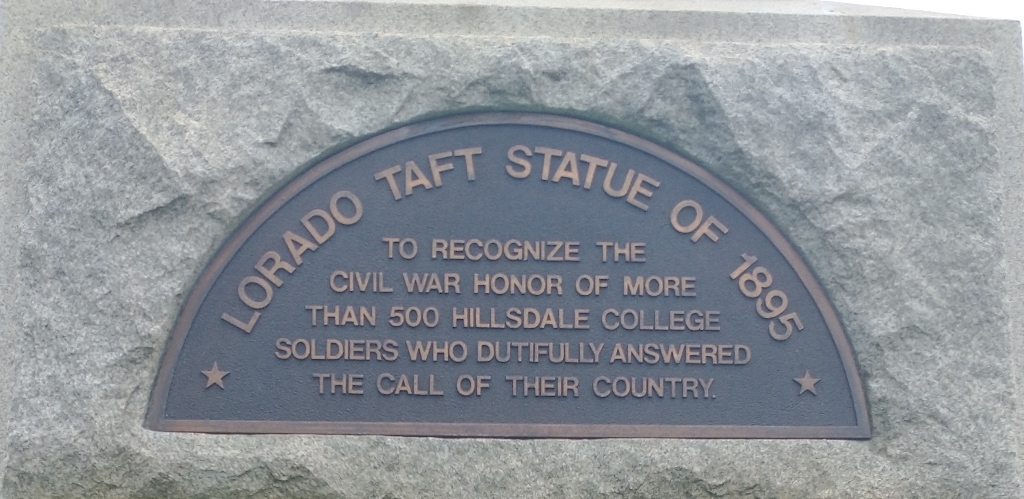 LORADO TAFT STATUE OF 1895
TO RECOGNIZE THE
CIVIL WAR HONOR OF MORE
THAN 500 HILLSDALE COLLEGE
SOLDIERS WHO DUTIFULLY ANSWERED
THE CALL OF THEIR COUNTRY.